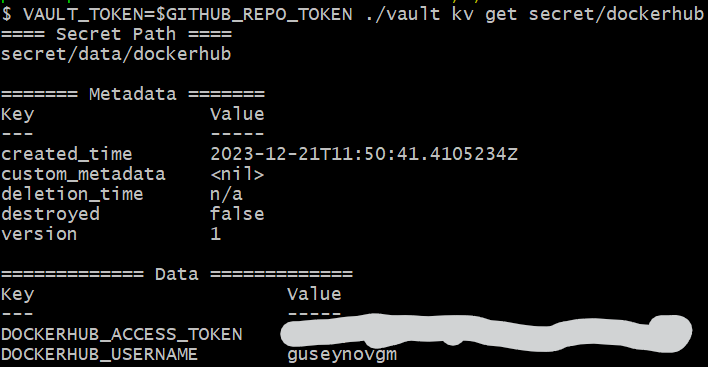 $ VAULT_TOKEN=$GITHUB_REPO_TOKEN ./vault kv get secret/dockerhub
==== Secret Path ====
secret/data/dockerhub
======= Metadata =======
Key Value
--- -----
created_time 2023-12-21T11:50:41.4105234Z
custom_metadata <nil>
deletion_time n/a
destroyed false
version 1
============= Data =============
Key Value
--- -----
DOCKERHUB_ACCESS_TOKEN
DOCKERHUB_USERNAME guseynovgm